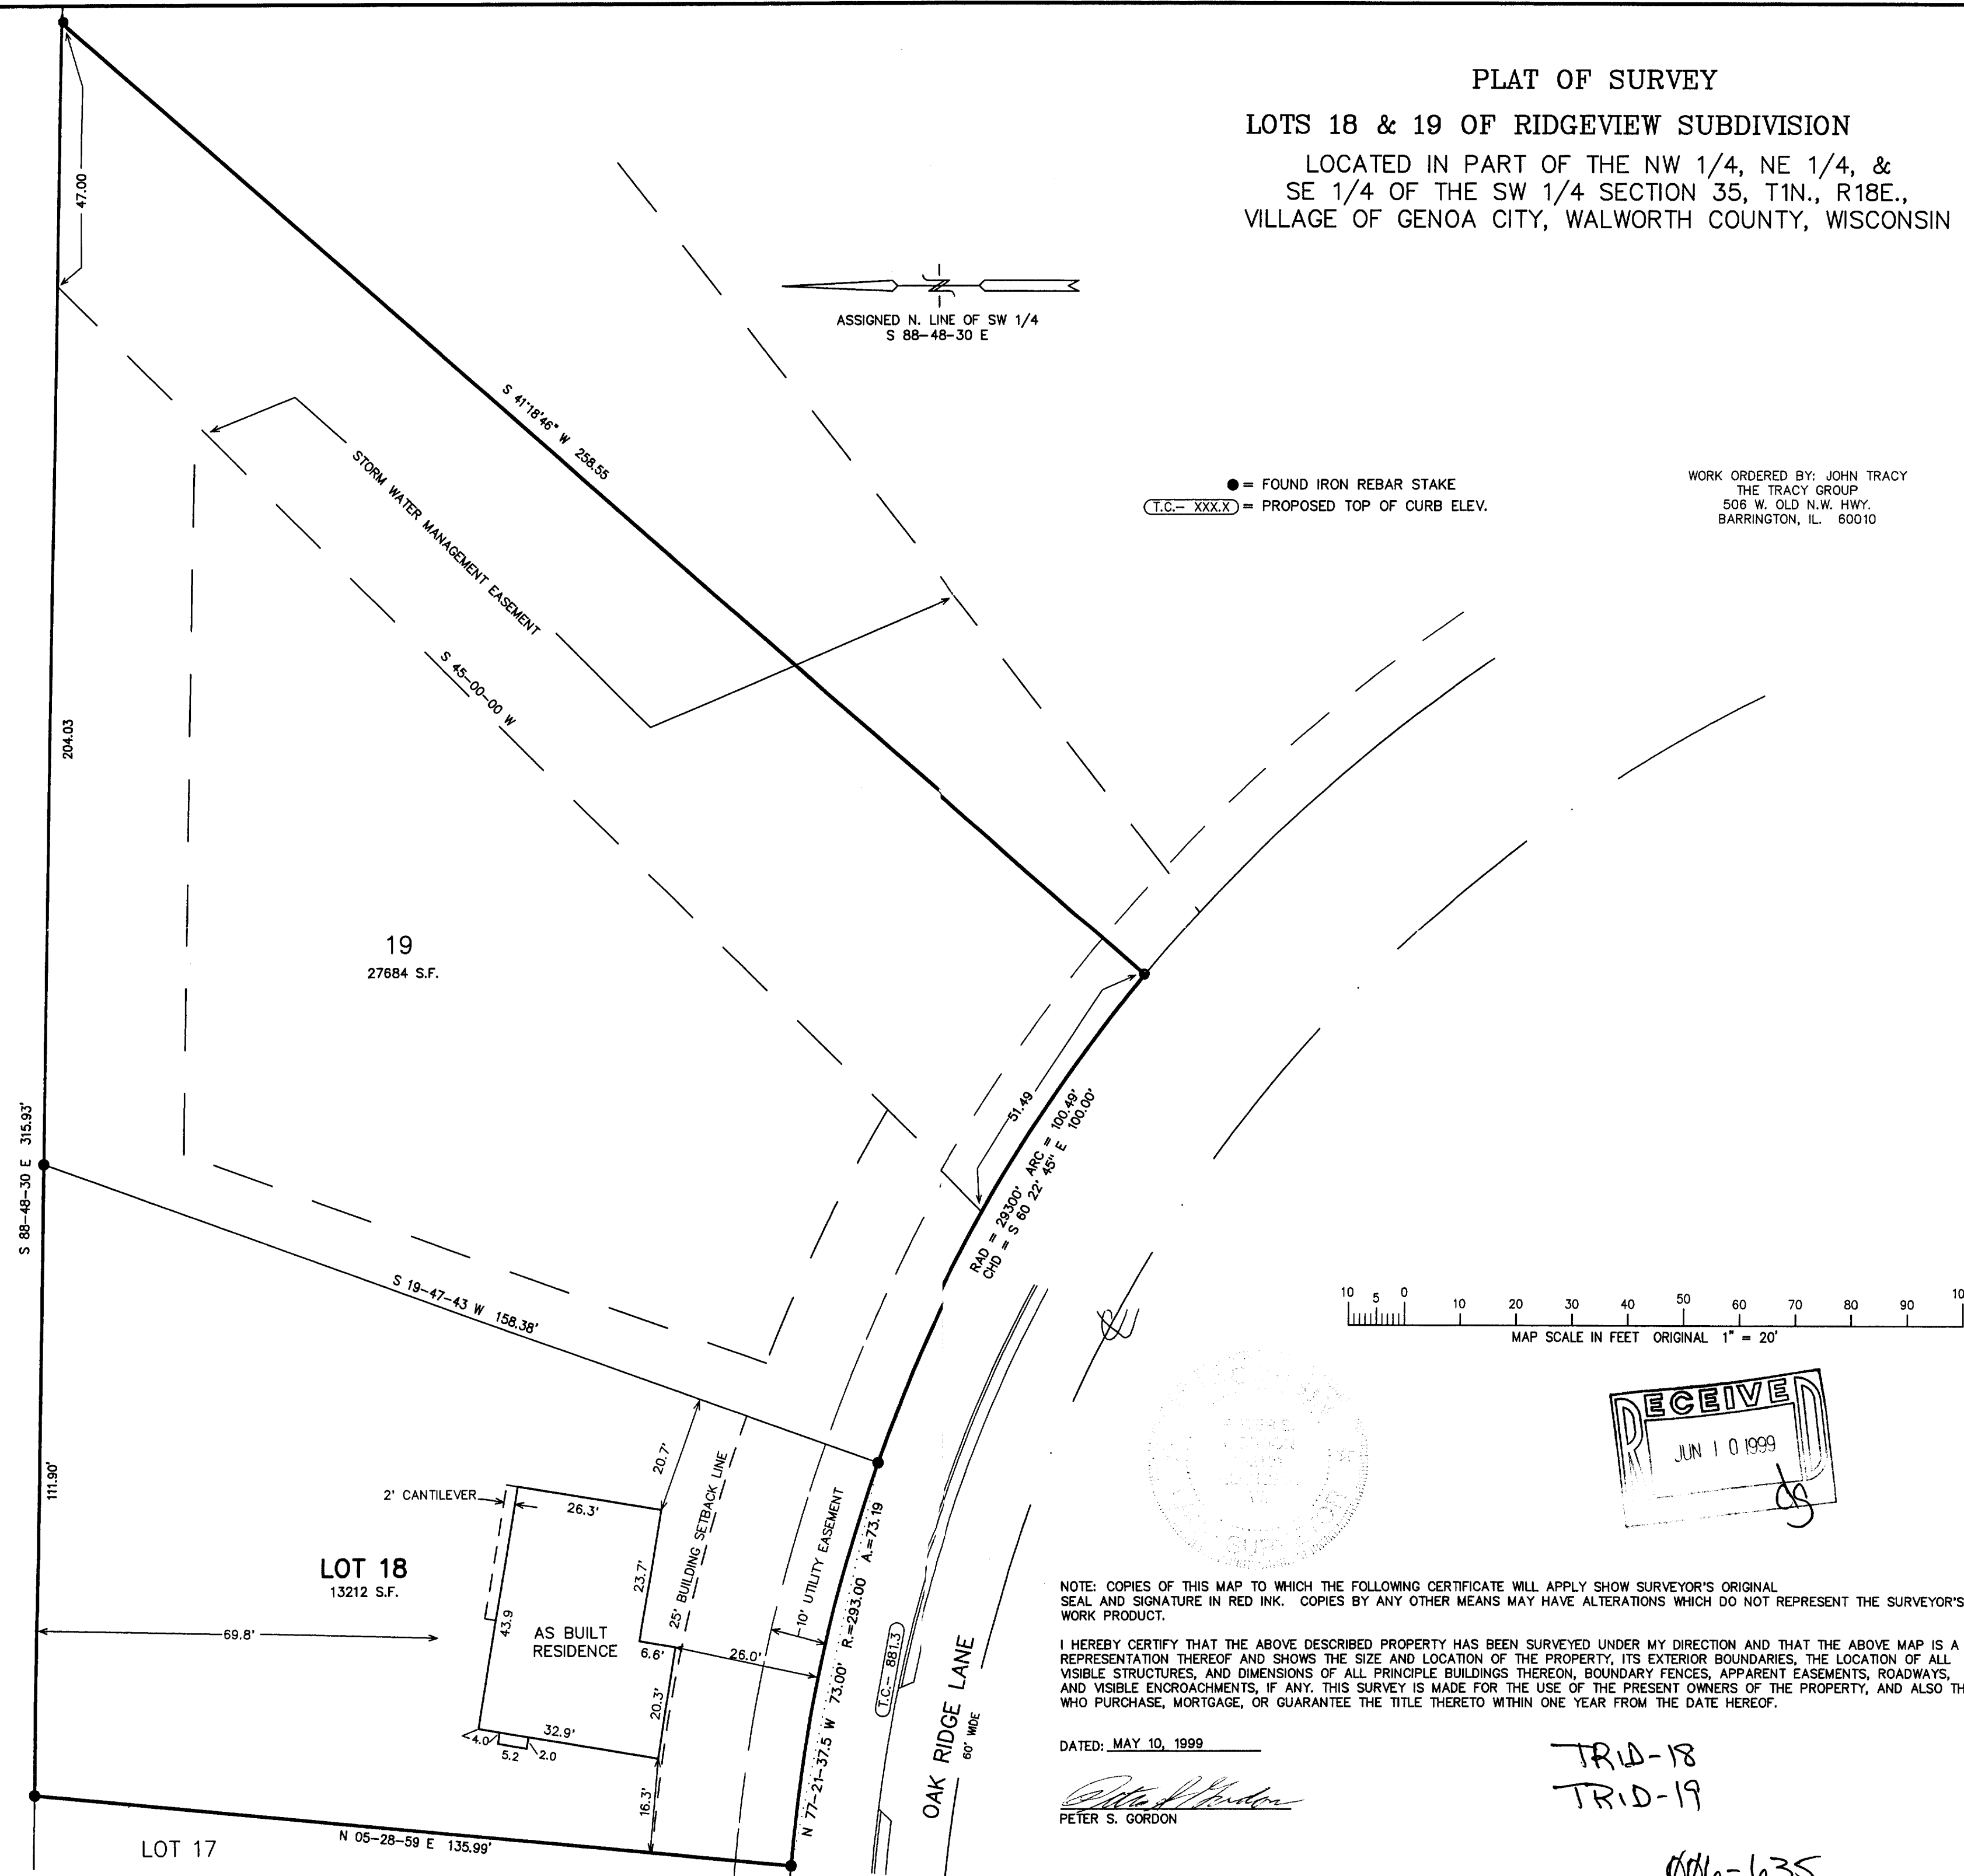 PLAT OF SURVEY
LOTS 18 & 19 OF RIDGEVIEW SUBDIVISION
LOCATED IN PART OF THE NW 1/4, NE 1/4, &
SE 1/4 OF THE SW 1/4 SECTION 35, T1N., R18E.,
VILLAGE OF GENOA CITY, WALWORTH COUNTY, WISCONSIN
47.00
ASSIGNED N. LINE OF SW 1/4
S 88-48-30 E
S 41°18'46" W 258.55
● = FOUND IRON REBAR STAKE
T.C.- XXX.X = PROPOSED TOP OF CURB ELEV.
WORK ORDERED BY: JOHN TRACY
THE TRACY GROUP
506 W. OLD N.W. HWY.
BARRINGTON, IL. 60010
STORM WATER MANAGEMENT EASEMENT
S 45-00-00 W
204.03
19
27684 S.F.
S 88-48-30 E 315.93'
51.49
RAD = 29300' ARC = 100.49'
CHD = S 60 22' 45" E 100.00'
S 19-47-43 W 158.38'
10 5 0 10 20 30 40 50 60 70 80 90 10
MAP SCALE IN FEET ORIGINAL 1" = 20'
RECEIVED
JUN 10 1999
111.90'
2' CANTILEVER
26.3'
20.7'
25' BUILDING SETBACK LINE
10' UTILITY EASEMENT
LOT 18
13212 S.F.
23.7'
43.9
AS BUILT
RESIDENCE
69.8'
6.6'
26.0'
20.3'
32.9'
4.0
5.2
2.0
16.3'
N 77-21-37.5 W 73.00' R.=293.00 A.=73.19
T.C.- 881.3
OAK RIDGE LANE
60' WIDE
N 05-28-59 E 135.99'
LOT 17
NOTE: COPIES OF THIS MAP TO WHICH THE FOLLOWING CERTIFICATE WILL APPLY SHOW SURVEYOR'S ORIGINAL
SEAL AND SIGNATURE IN RED INK. COPIES BY ANY OTHER MEANS MAY HAVE ALTERATIONS WHICH DO NOT REPRESENT THE SURVEYOR'S
WORK PRODUCT.
I HEREBY CERTIFY THAT THE ABOVE DESCRIBED PROPERTY HAS BEEN SURVEYED UNDER MY DIRECTION AND THAT THE ABOVE MAP IS A
REPRESENTATION THEREOF AND SHOWS THE SIZE AND LOCATION OF THE PROPERTY, ITS EXTERIOR BOUNDARIES, THE LOCATION OF ALL
VISIBLE STRUCTURES, AND DIMENSIONS OF ALL PRINCIPLE BUILDINGS THEREON, BOUNDARY FENCES, APPARENT EASEMENTS, ROADWAYS,
AND VISIBLE ENCROACHMENTS, IF ANY. THIS SURVEY IS MADE FOR THE USE OF THE PRESENT OWNERS OF THE PROPERTY, AND ALSO TH
WHO PURCHASE, MORTGAGE, OR GUARANTEE THE TITLE THERETO WITHIN ONE YEAR FROM THE DATE HEREOF.
DATED: MAY 10, 1999
PETER S. GORDON
TRID-18
TRID-19